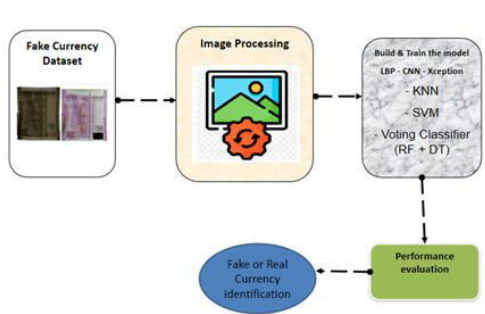 Fake Currency
Dataset
Image Processing
Build & Train the model
LBP - CNN - Xception
- KNN
- SVM
- Voting Classifier
(RF + DT)
Performance
evaluation
Fake or Real
Currency
identification